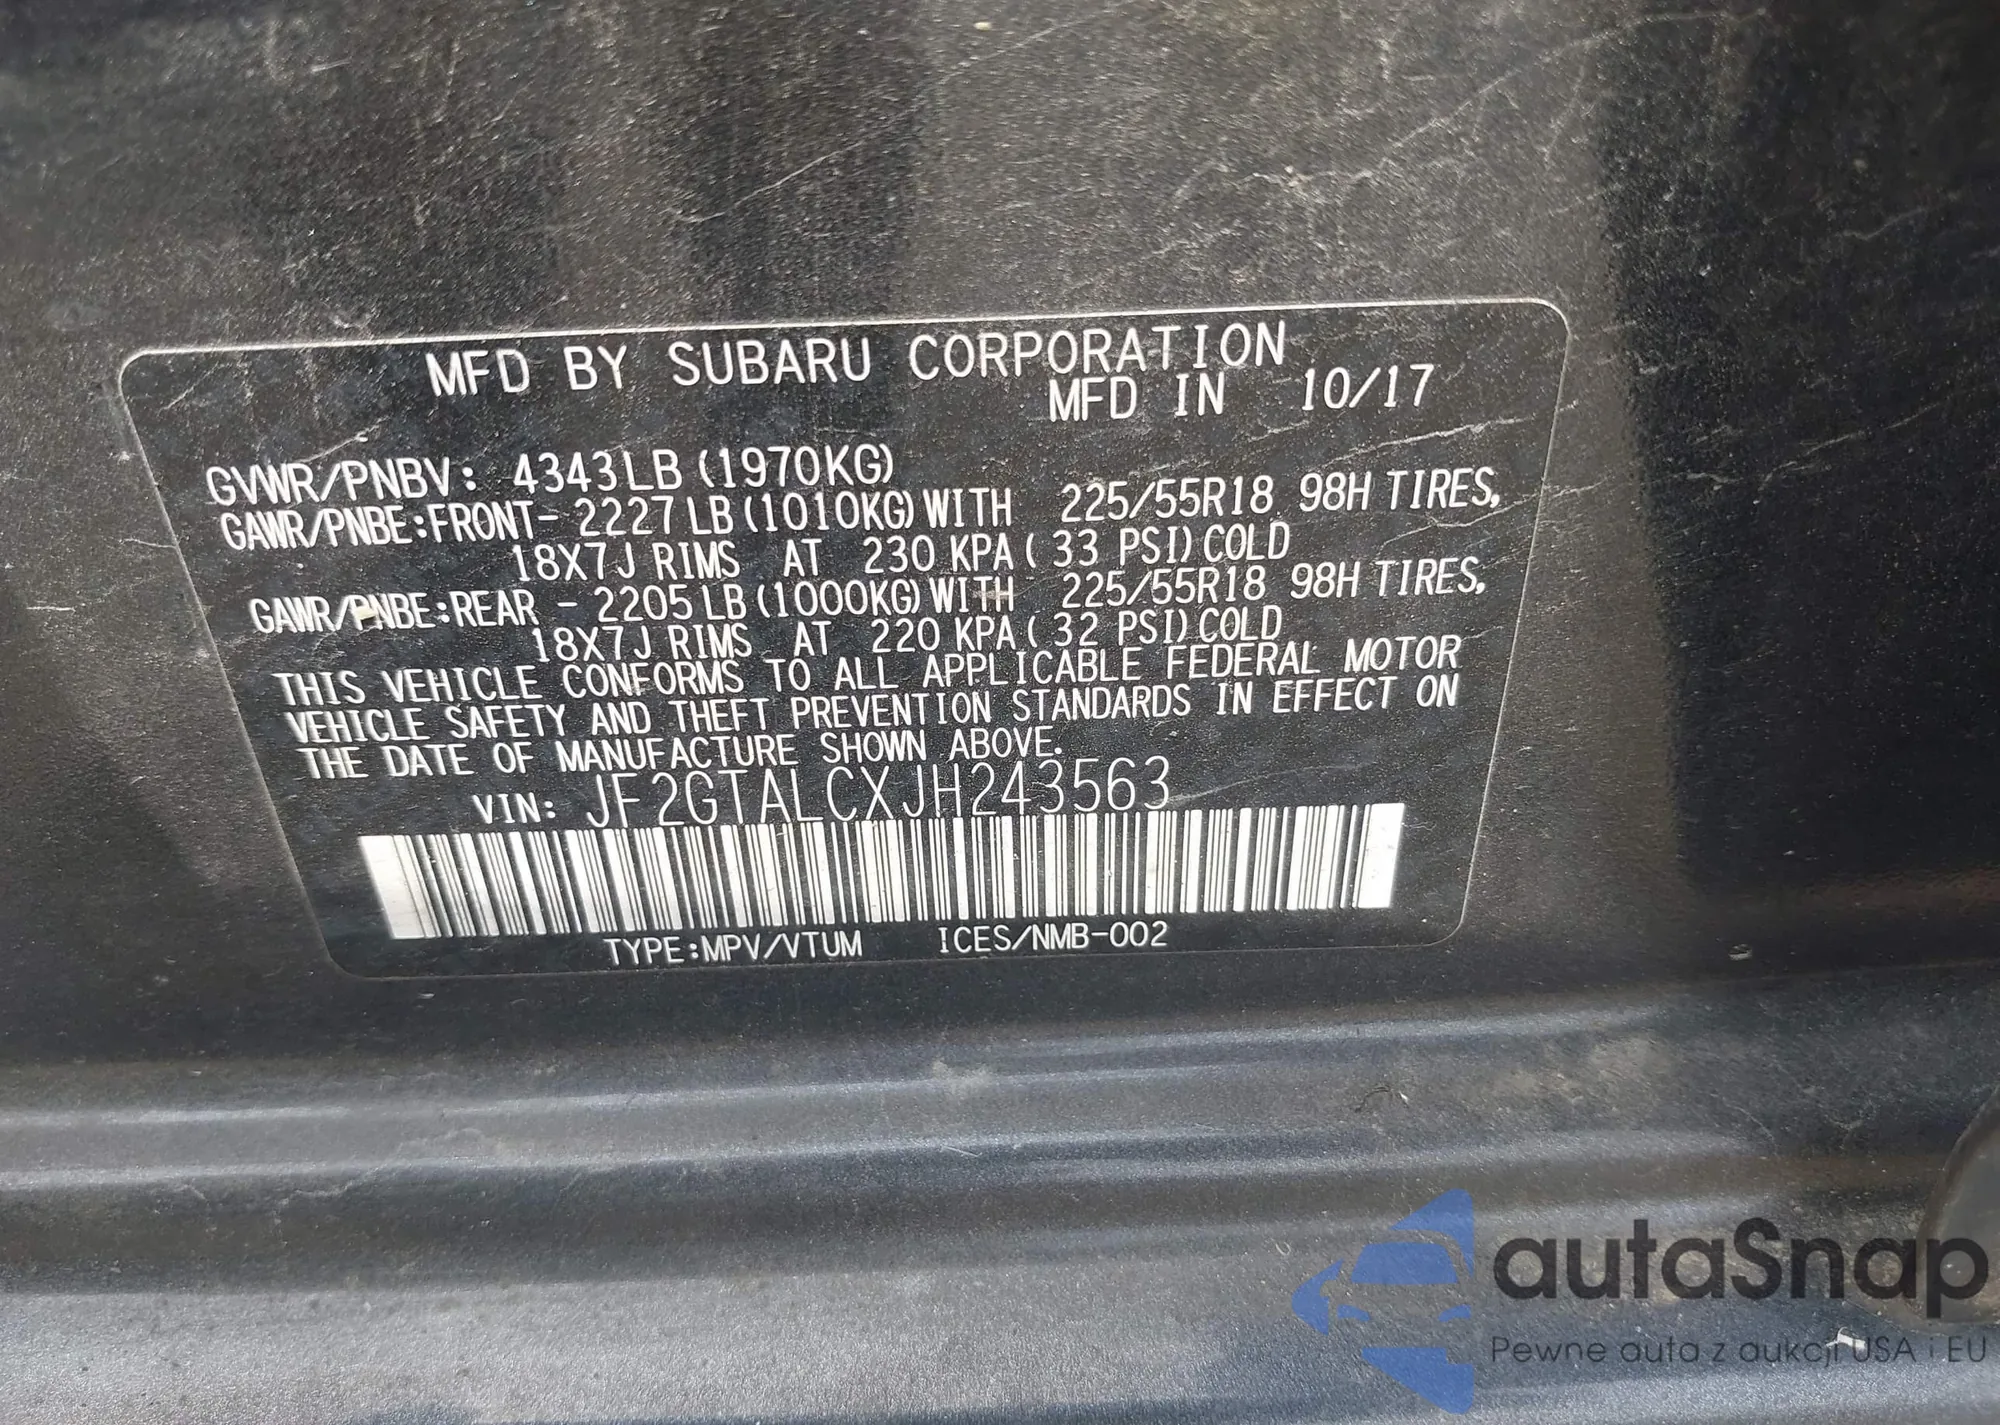 MFD BY SUBARU CORPORATION
MFD IN 10/17
GVWR/PNBV: 4343LB(1970KG)
GAWR/PNBE:FRONT- 2227LB(1010KG)WITH 225/55R18 98H TIRES,
18X7J RIMS AT 230 KPA( 33 PSI)COLD
GAWR/PNBE:REAR - 2205LB(1000KG)WITH 225/55R18 98H TIRES,
18X7J RIMS AT 220 KPA( 32 PSI)COLD
THIS VEHICLE CONFORMS TO ALL APPLICABLE FEDERAL MOTOR
VEHICLE SAFETY AND THEFT PREVENTION STANDARDS IN EFFECT ON
THE DATE OF MANUFACTURE SHOWN ABOVE.
VIN: JF2GTALCXJH243563
TYPE:MPV/VTUM ICES/NMB-002
autaSnap
Pewne auta z aukcji USA i EU